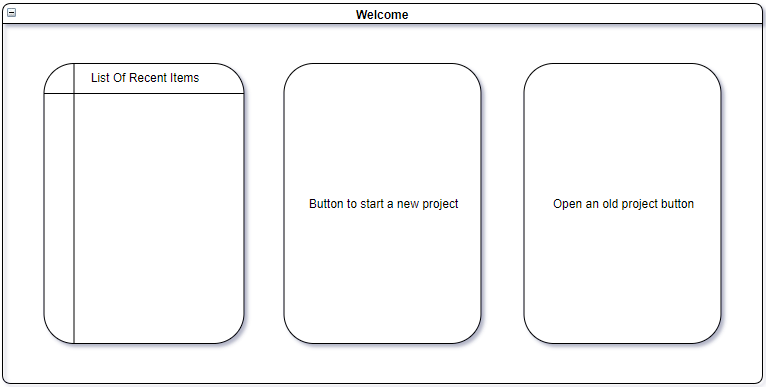 Welcome
List Of Recent Items
Button to start a new project
Open an old project button